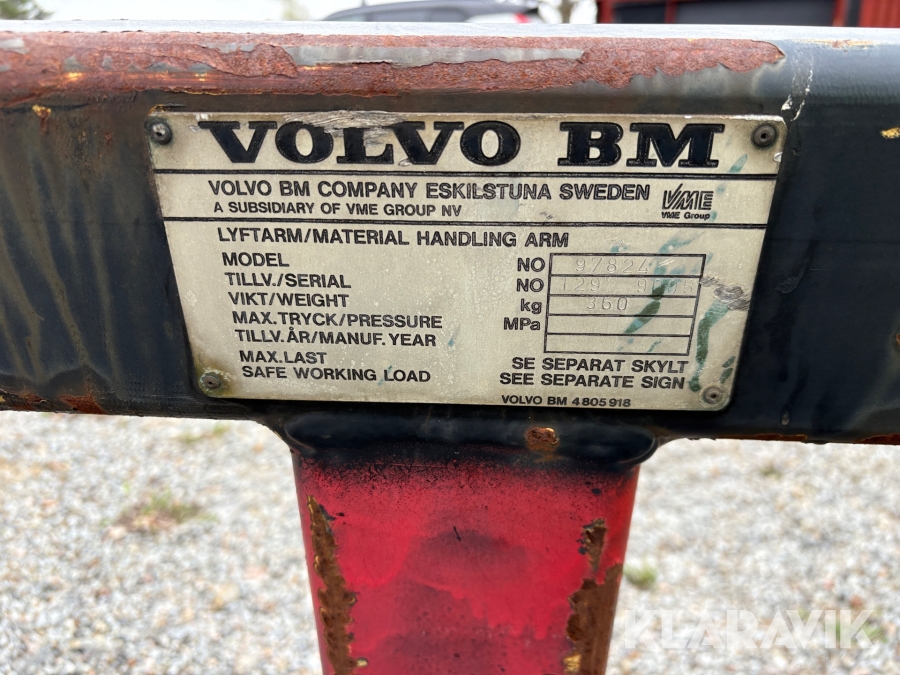 VOLVO BM
VOLVO BM COMPANY ESKILSTUNA SWEDEN
A SUBSIDIARY OF VME GROUP NV
VME
VME Group
LYFTARM/MATERIAL HANDLING ARM
MODEL NO 97824
TILLV./SERIAL NO
VIKT/WEIGHT kg 360
MAX.TRYCK/PRESSURE MPa
TILLV.ÅR/MANUF.YEAR
MAX.LAST SE SEPARAT SKYLT
SAFE WORKING LOAD SEE SEPARATE SIGN
VOLVO BM 4805918
KLARAVIK